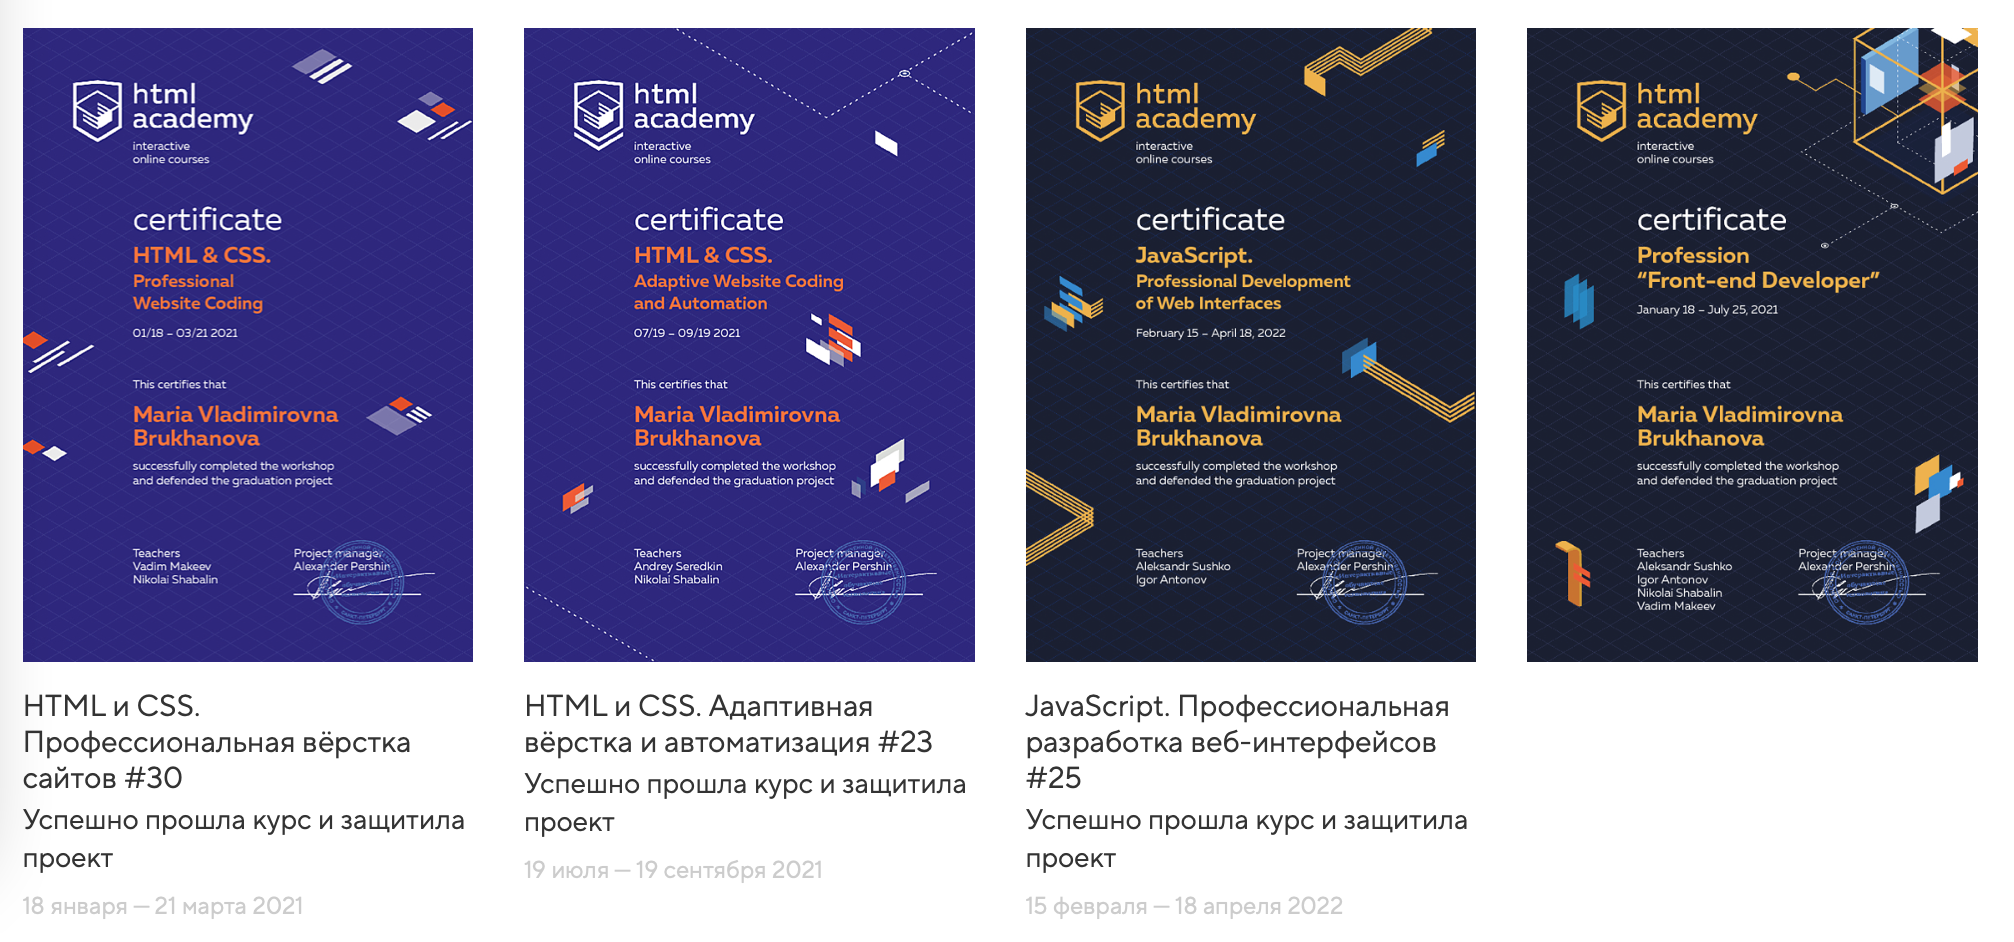 html
academy
interactive
online courses
certificate
HTML & CSS.
Professional
Website Coding
01/18 – 03/21 2021
This certifies that
Maria Vladimirovna
Brukhanova
successfully completed the workshop
and defended the graduation project
Teachers
Vadim Makeev
Nikolai Shabalin
Project manager
Alexander Pershin
HTML и CSS.
Профессиональная вёрстка
сайтов #30
Успешно прошла курс и защитила
проект
18 января — 21 марта 2021
html
academy
interactive
online courses
certificate
HTML & CSS.
Adaptive Website Coding
and Automation
07/19 – 09/19 2021
This certifies that
Maria Vladimirovna
Brukhanova
successfully completed the workshop
and defended the graduation project
Teachers
Andrey Seredkin
Nikolai Shabalin
Project manager
Alexander Pershin
HTML и CSS. Адаптивная
вёрстка и автоматизация #23
Успешно прошла курс и защитила
проект
19 июля — 19 сентября 2021
html
academy
interactive
online courses
certificate
JavaScript.
Professional Development
of Web Interfaces
February 15 – April 18, 2022
This certifies that
Maria Vladimirovna
Brukhanova
successfully completed the workshop
and defended the graduation project
Teachers
Aleksandr Sushko
Igor Antonov
Project manager
Alexander Pershin
JavaScript. Профессиональная
разработка веб-интерфейсов
#25
Успешно прошла курс и защитила
проект
15 февраля — 18 апреля 2022
html
academy
interactive
online courses
certificate
Profession
“Front-end Developer”
January 18 – July 25, 2021
This certifies that
Maria Vladimirovna
Brukhanova
successfully completed the workshop
and defended the graduation project
Teachers
Aleksandr Sushko
Igor Antonov
Nikolai Shabalin
Vadim Makeev
Project manager
Alexander Pershin